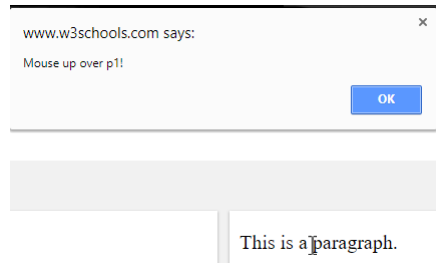 www.w3schools.com says:
Mouse up over p1!
OK
This is a paragraph.